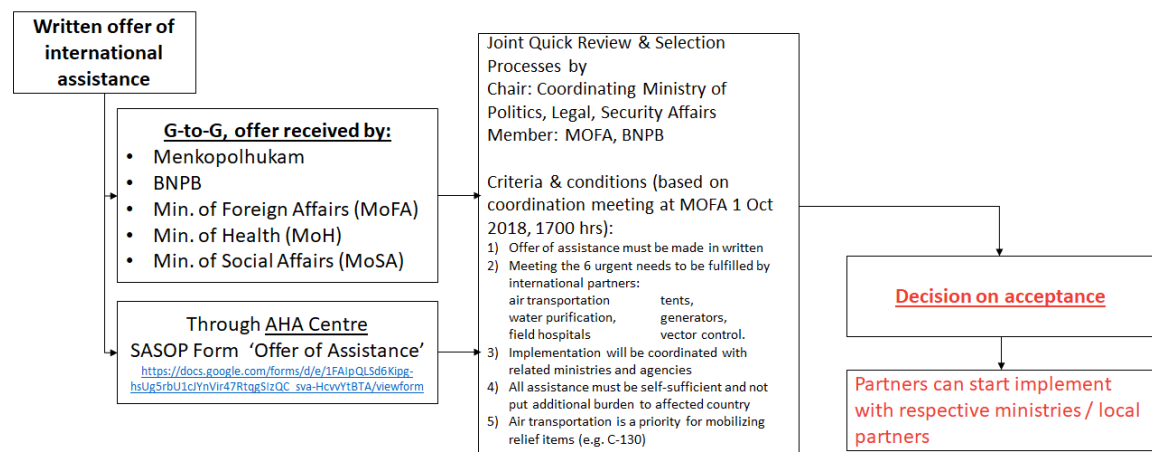 Written offer of
international
assistance
G-to-G, offer received by:
• Menkopolhukam
• BNPB
• Min. of Foreign Affairs (MoFA)
• Min. of Health (MoH)
• Min. of Social Affairs (MoSA)
Through AHA Centre
SASOP Form ‘Offer of Assistance’
https://docs.google.com/forms/d/e/1FAIpQLSd6Kipg-
hsUg5rbU1cJYnVir47RtqgSIzQC_sva-HcvvYtBTA/viewform
Joint Quick Review & Selection
Processes by
Chair: Coordinating Ministry of
Politics, Legal, Security Affairs
Member: MOFA, BNPB
Criteria & conditions (based on
coordination meeting at MOFA 1 Oct
2018, 1700 hrs):
1) Offer of assistance must be made in written
2) Meeting the 6 urgent needs to be fulfilled by
international partners:
air transportation tents,
water purification, generators,
field hospitals vector control.
3) Implementation will be coordinated with
related ministries and agencies
4) All assistance must be self-sufficient and not
put additional burden to affected country
5) Air transportation is a priority for mobilizing
relief items (e.g. C-130)
Decision on acceptance
Partners can start implement
with respective ministries / local
partners